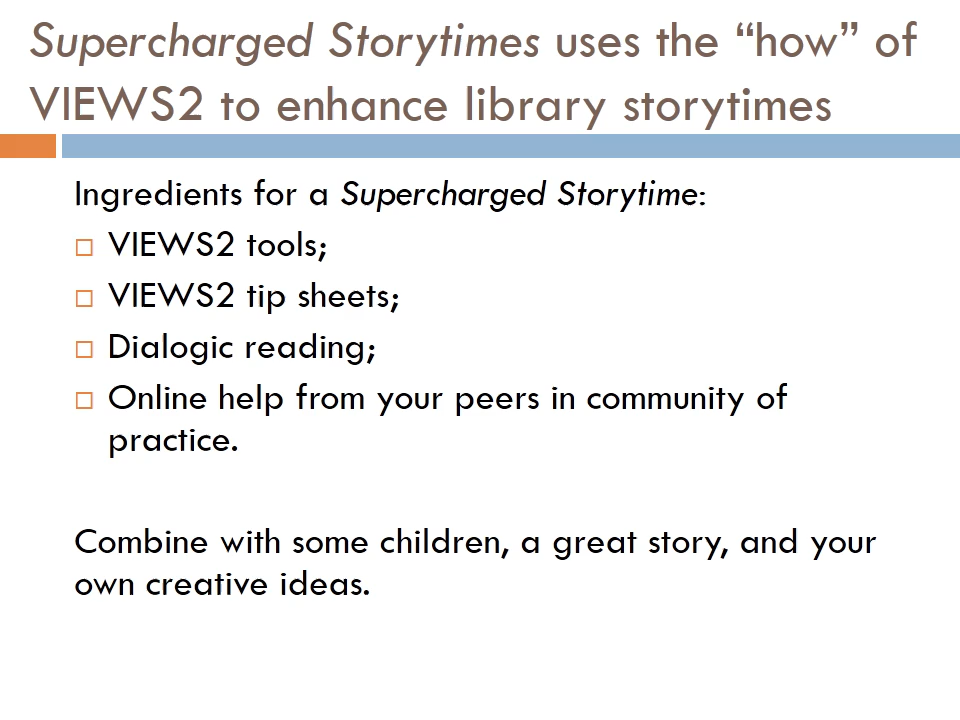 Supercharged Storytimes uses the “how” of
VIEWS2 to enhance library storytimes
Ingredients for a Supercharged Storytime:
VIEWS2 tools;
VIEWS2 tip sheets;
Dialogic reading;
Online help from your peers in community of
practice.
Combine with some children, a great story, and your
own creative ideas.